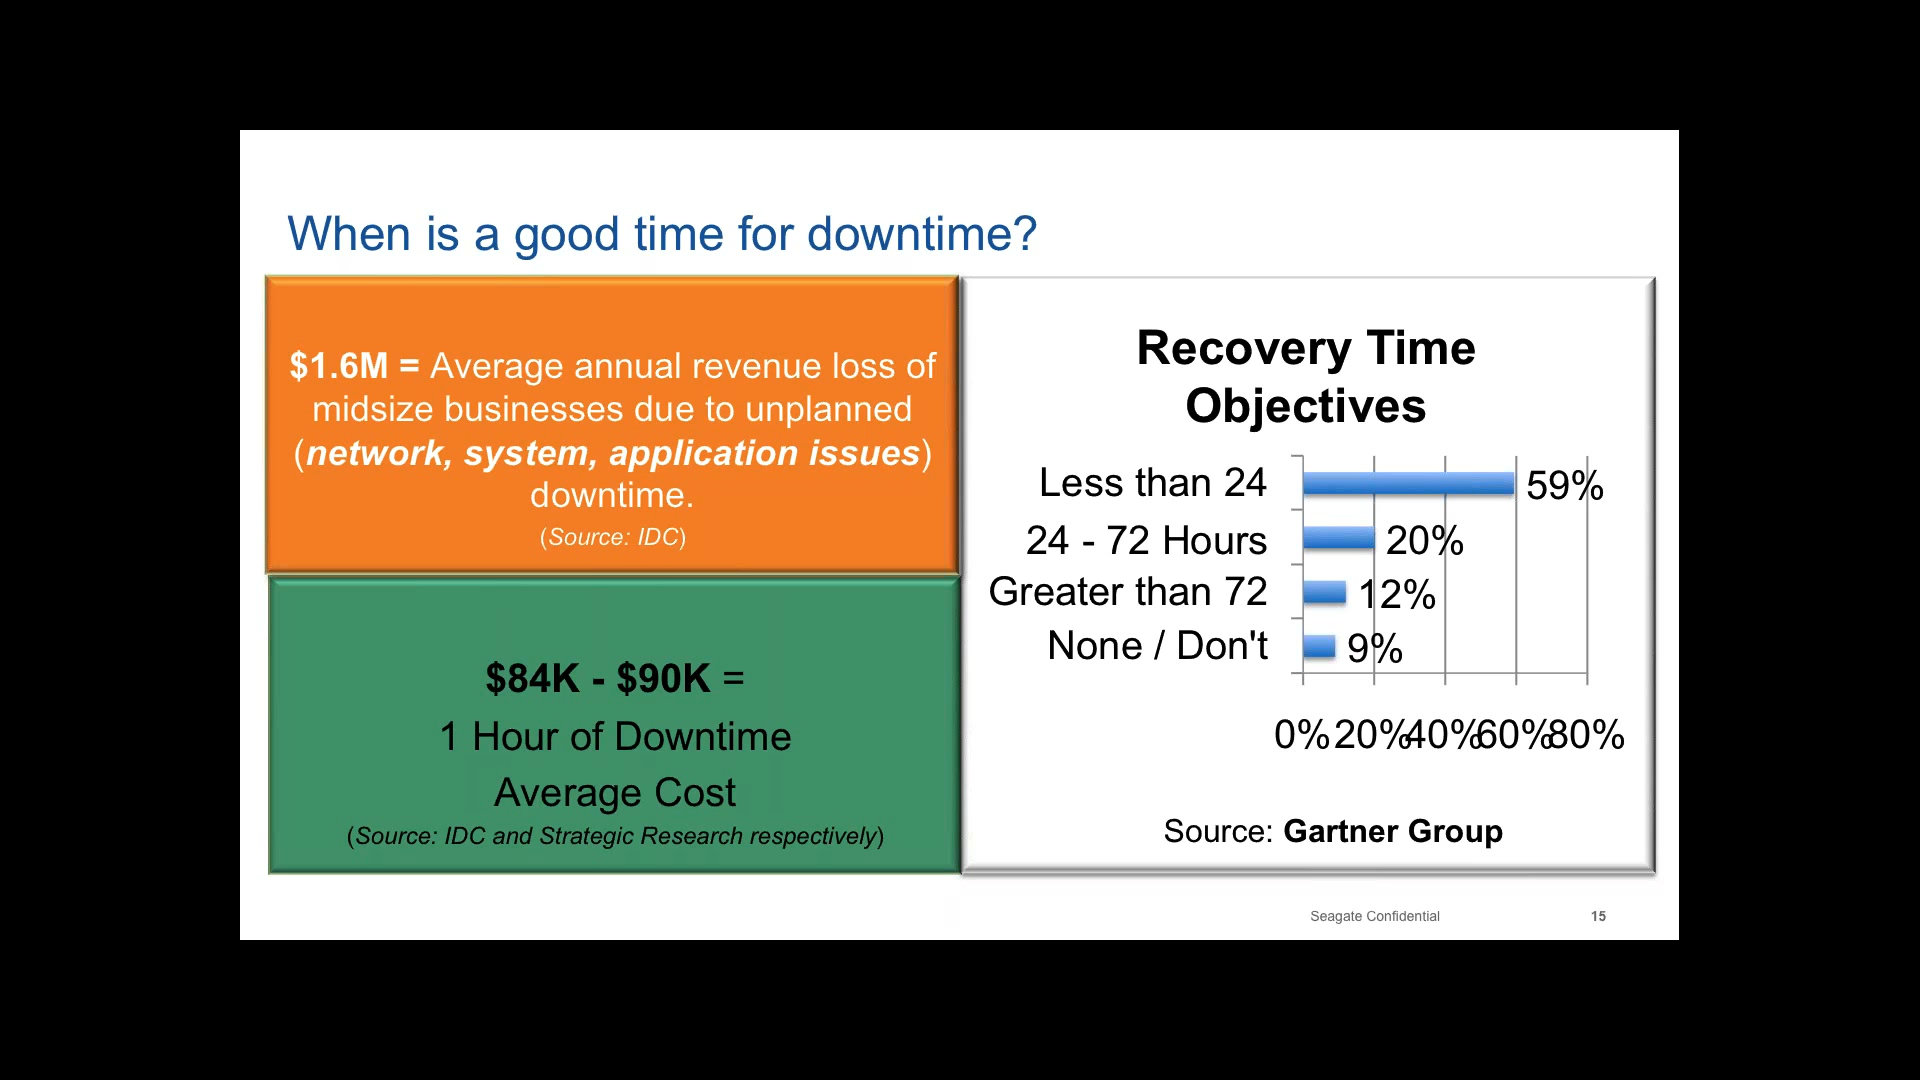 When is a good time for downtime?
$1.6M = Average annual revenue loss of
midsize businesses due to unplanned
(network, system, application issues)
downtime.
(Source: IDC)
$84K - $90K =
1 Hour of Downtime
Average Cost
(Source: IDC and Strategic Research respectively)
Recovery Time
Objectives
Less than 24 59%
24 - 72 Hours 20%
Greater than 72 12%
None / Don't 9%
0% 20% 40% 60% 80%
Source: Gartner Group
Seagate Confidential 15